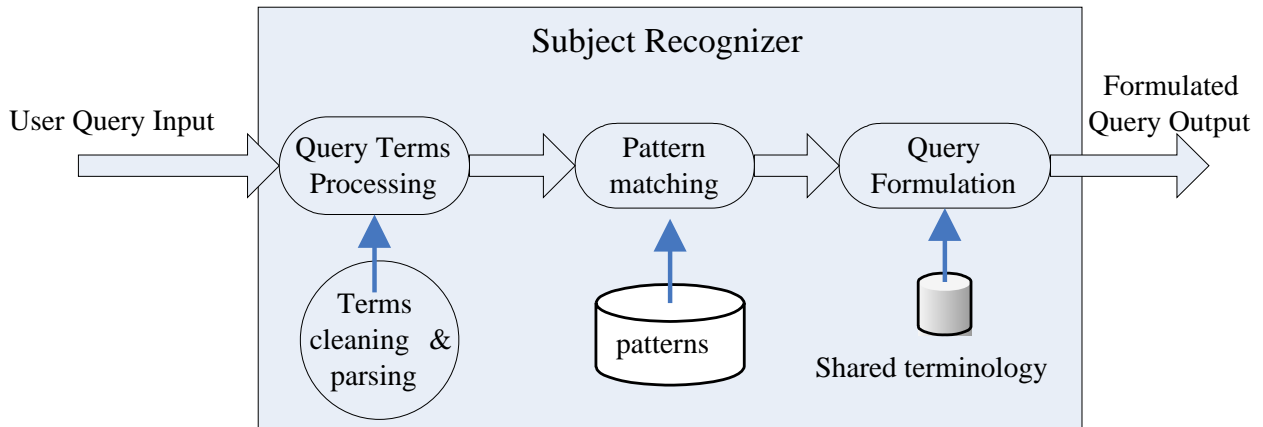 Subject Recognizer
User Query Input
Query Terms
Processing
Pattern
matching
Query
Formulation
Formulated
Query Output
Terms
cleaning &
parsing
patterns
Shared terminology